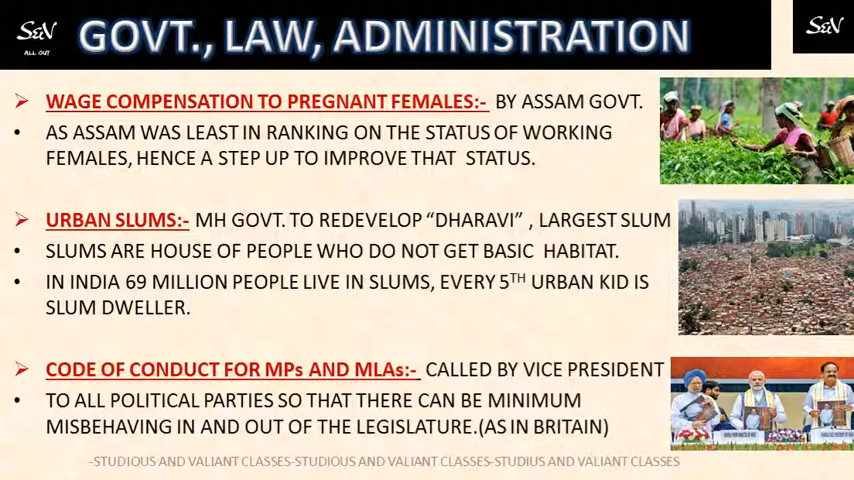 S&V
ALL OUT
GOVT., LAW, ADMINISTRATION
S&V
➢ WAGE COMPENSATION TO PREGNANT FEMALES:- BY ASSAM GOVT.
• AS ASSAM WAS LEAST IN RANKING ON THE STATUS OF WORKING
FEMALES, HENCE A STEP UP TO IMPROVE THAT STATUS.
➢ URBAN SLUMS:- MH GOVT. TO REDEVELOP “DHARAVI” , LARGEST SLUM
• SLUMS ARE HOUSE OF PEOPLE WHO DO NOT GET BASIC HABITAT.
• IN INDIA 69 MILLION PEOPLE LIVE IN SLUMS, EVERY 5TH URBAN KID IS
SLUM DWELLER.
➢ CODE OF CONDUCT FOR MPs AND MLAs:- CALLED BY VICE PRESIDENT
• TO ALL POLITICAL PARTIES SO THAT THERE CAN BE MINIMUM
MISBEHAVING IN AND OUT OF THE LEGISLATURE.(AS IN BRITAIN)
-STUDIOUS AND VALIANT CLASSES-STUDIOUS AND VALIANT CLASSES-STUDIUS AND VALIANT CLASSES